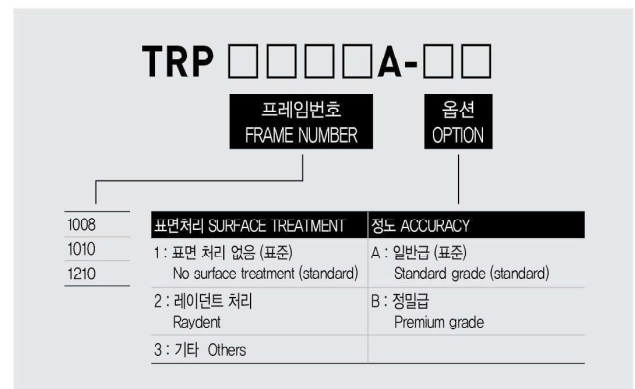 TRP □□□□A-□□
프레임번호
FRAME NUMBER
옵션
OPTION
1008
1010
1210
표면처리 SURFACE TREATMENT
정도 ACCURACY
1 : 표면 처리 없음 (표준)
No surface treatment (standard)
A : 일반급 (표준)
Standard grade (standard)
2 : 레이던트 처리
Raydent
B : 정밀급
Premium grade
3 : 기타 Others